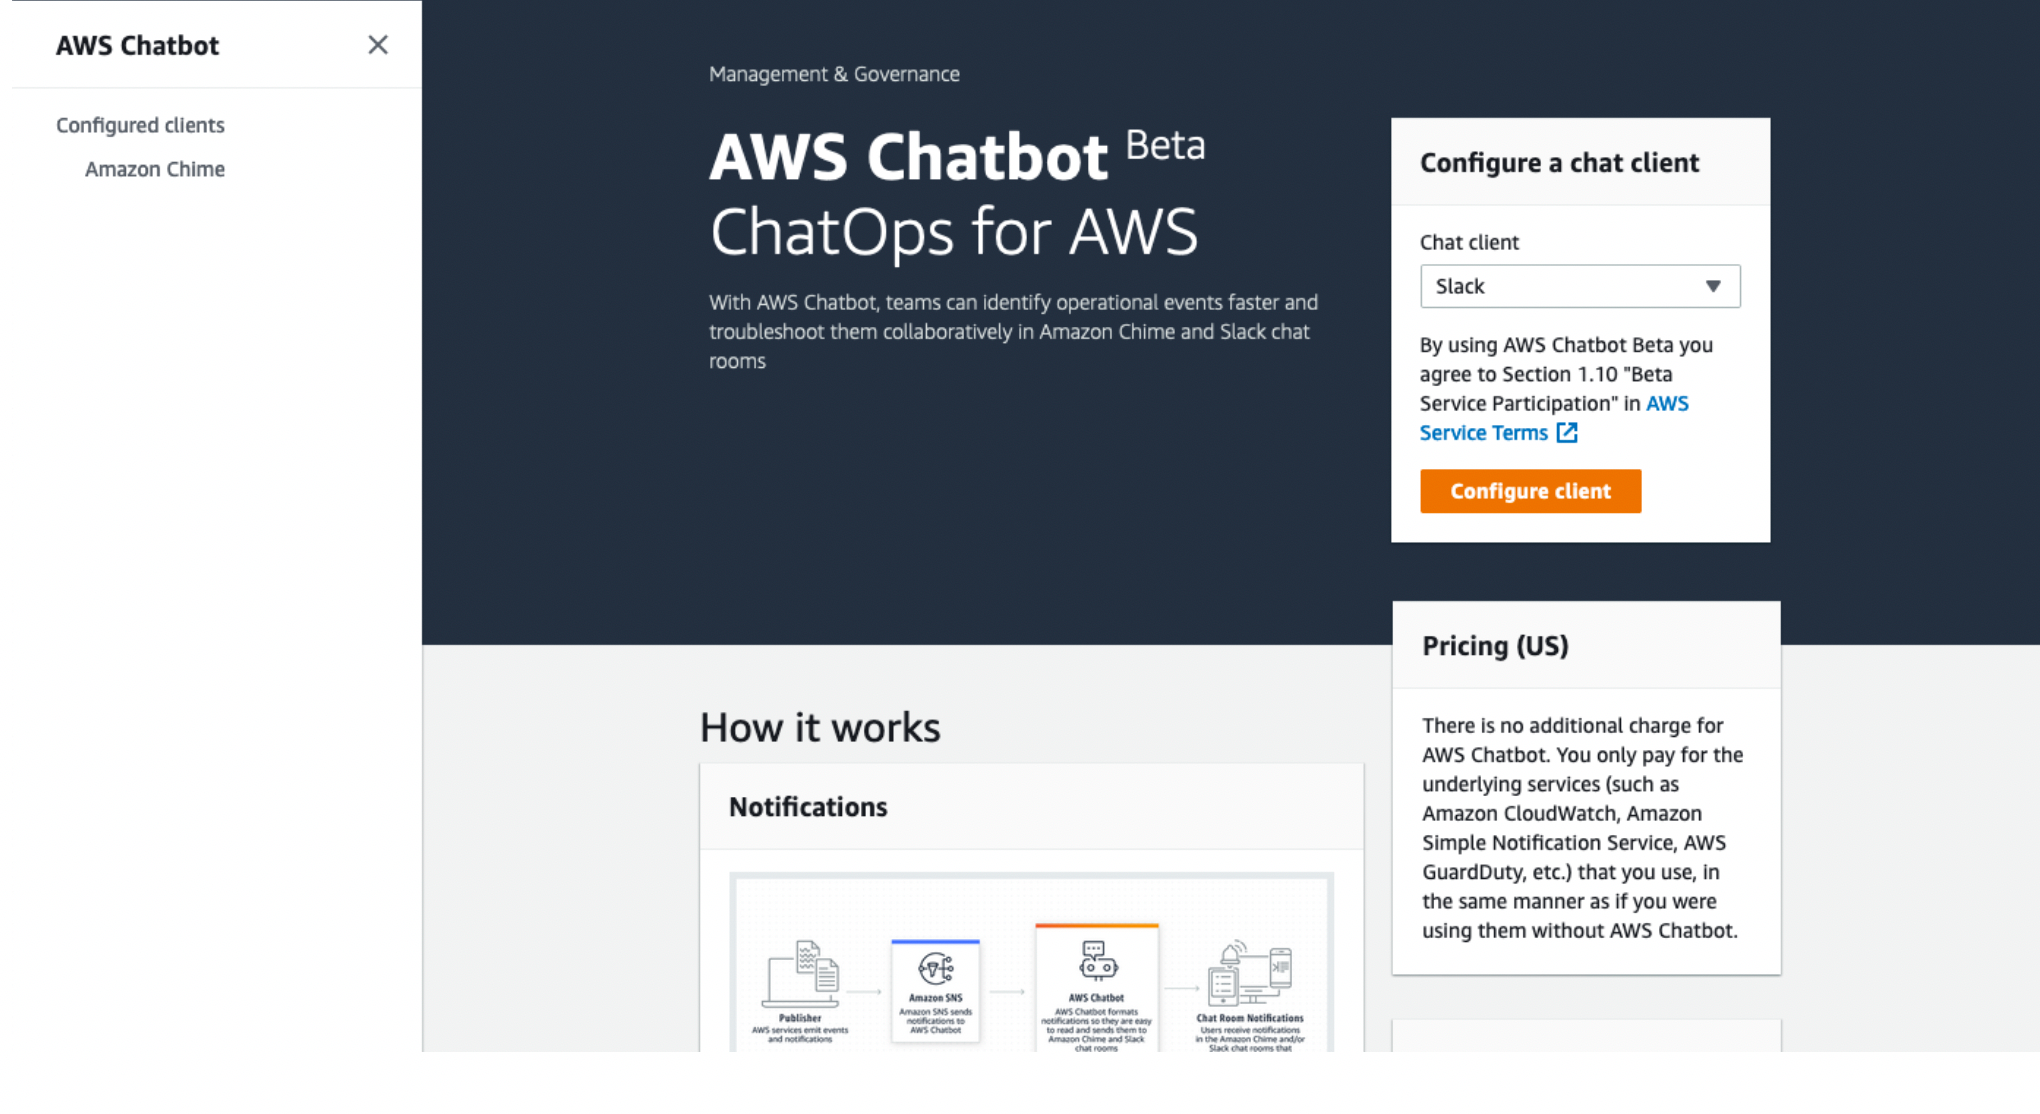 AWS Chatbot
Configured clients
Amazon Chime
Management & Governance
AWS Chatbot Beta
ChatOps for AWS
With AWS Chatbot, teams can identify operational events faster and
troubleshoot them collaboratively in Amazon Chime and Slack chat
rooms
Configure a chat client
Chat client
Slack
By using AWS Chatbot Beta you
agree to Section 1.10 "Beta
Service Participation" in AWS
Service Terms
Configure client
Pricing (US)
There is no additional charge for
AWS Chatbot. You only pay for the
underlying services (such as
Amazon CloudWatch, Amazon
Simple Notification Service, AWS
GuardDuty, etc.) that you use, in
the same manner as if you were
using them without AWS Chatbot.
How it works
Notifications
Publisher
AWS services emit events
and notifications
Amazon SNS
Amazon SNS sends
notifications to
AWS Chatbot
AWS Chatbot
AWS Chatbot formats
notifications so they are easy
to read and sends them to
Amazon Chime and Slack
chat rooms
Chat Room Notifications
Users receive notifications
in the Amazon Chime and/or
Slack chat rooms that